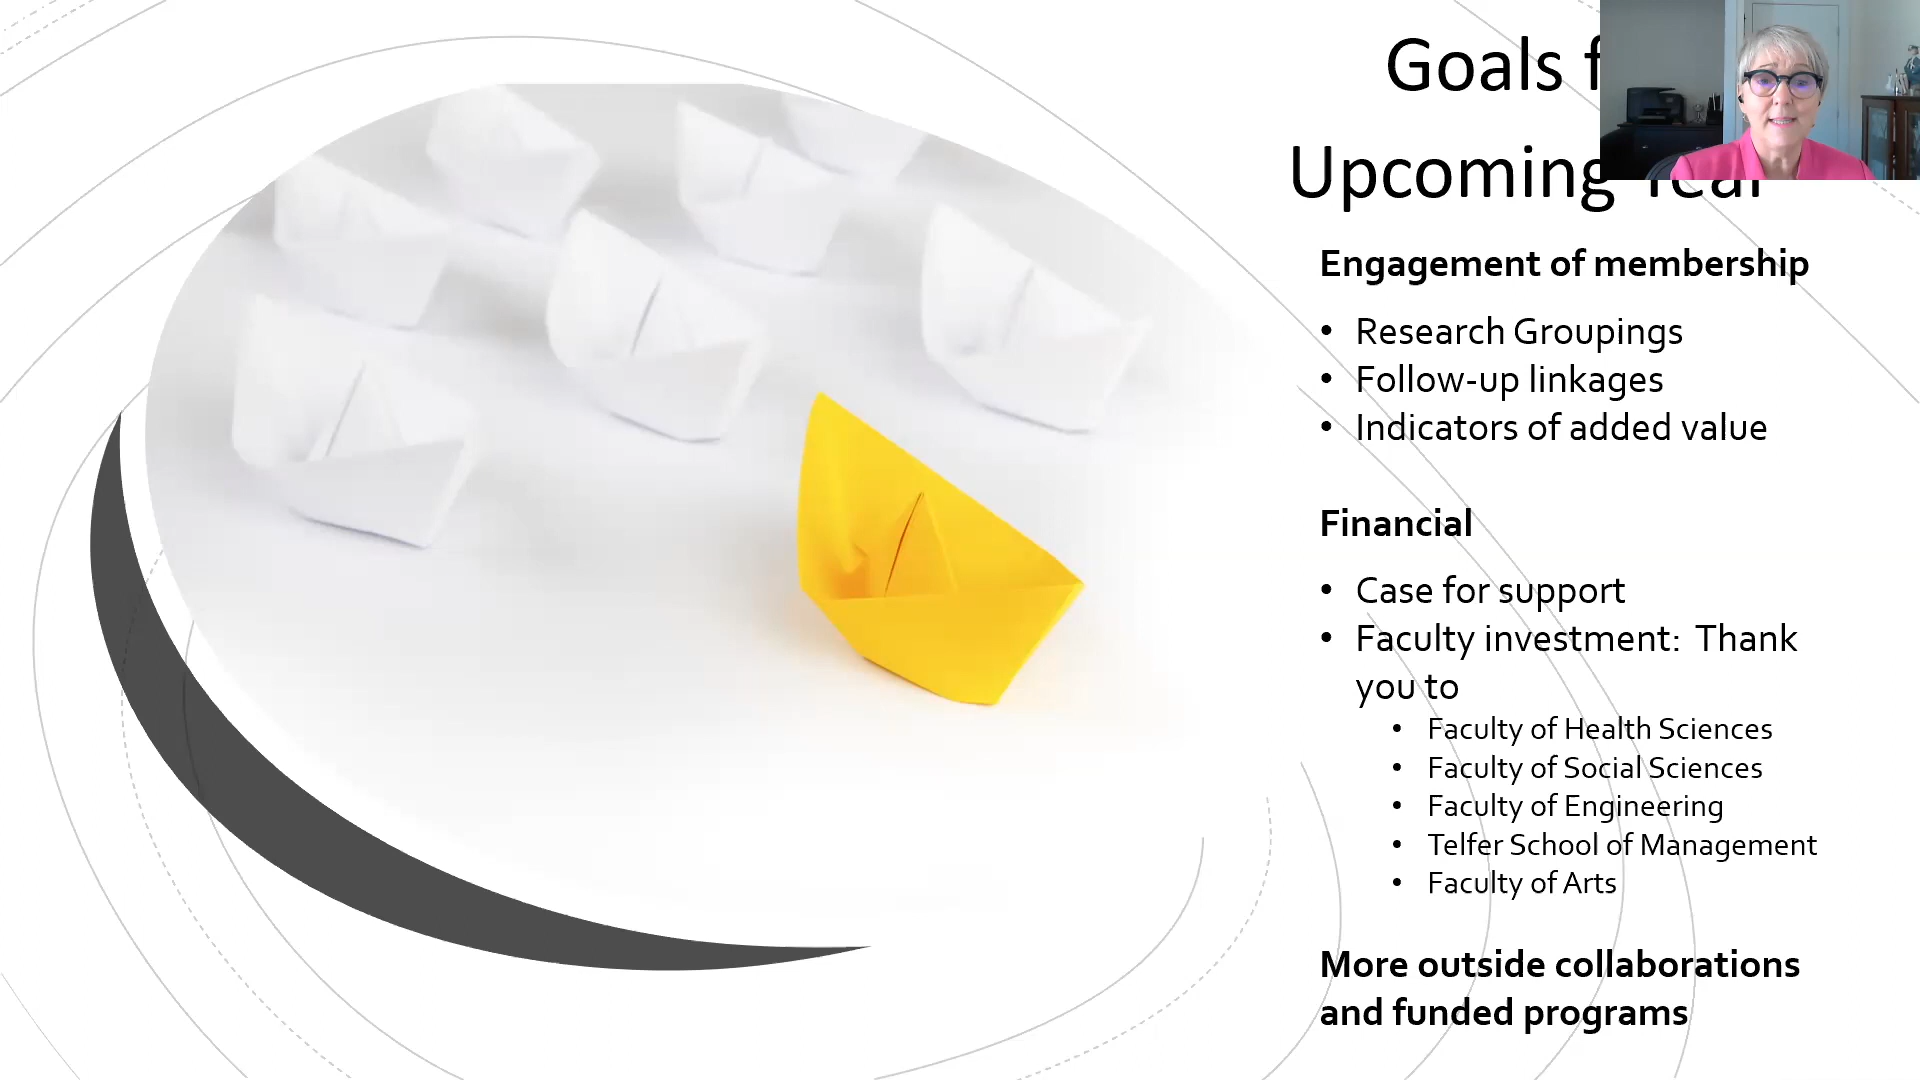 Goals
Upcoming
Engagement of membership
• Research Groupings
• Follow-up linkages
• Indicators of added value
Financial
• Case for support
• Faculty investment: Thank
you to
• Faculty of Health Sciences
• Faculty of Social Sciences
• Faculty of Engineering
• Telfer School of Management
• Faculty of Arts
More outside collaborations
and funded programs